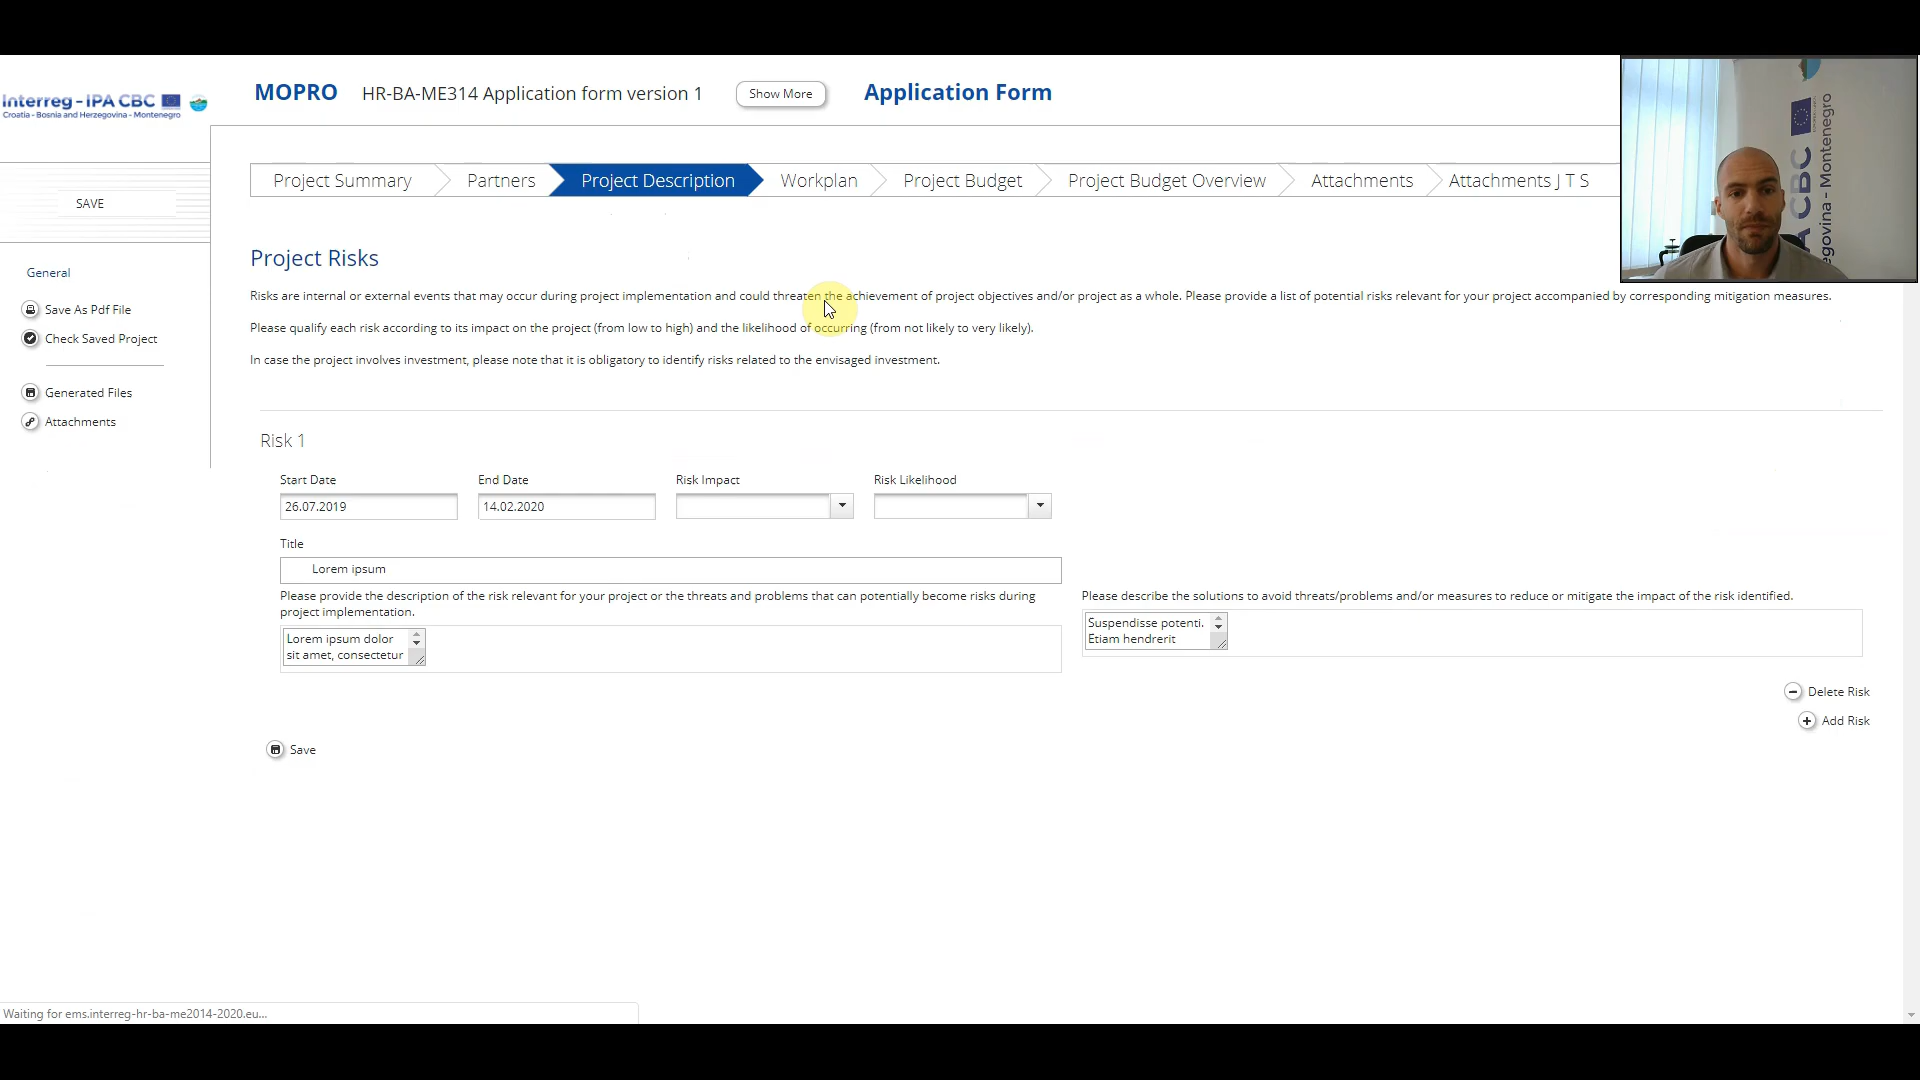 Interreg - IPA CBC
Croatia - Bosnia and Herzegovina - Montenegro
MOPRO HR-BA-ME314 Application form version 1 Show More Application Form
Project Summary Partners Project Description Workplan Project Budget Project Budget Overview Attachments Attachments J T S
SAVE
General
Save As Pdf File
Check Saved Project
Generated Files
Attachments
Project Risks
Risks are internal or external events that may occur during project implementation and could threaten the achievement of project objectives and/or project as a whole. Please provide a list of potential risks relevant for your project accompanied by corresponding mitigation measures.
Please qualify each risk according to its impact on the project (from low to high) and the likelihood of occurring (from not likely to very likely).
In case the project involves investment, please note that it is obligatory to identify risks related to the envisaged investment.
Risk 1
Start Date End Date Risk Impact Risk Likelihood
26.07.2019 14.02.2020
Title
Lorem ipsum
Please provide the description of the risk relevant for your project or the threats and problems that can potentially become risks during
project implementation.
Lorem ipsum dolor
sit amet, consectetur
Please describe the solutions to avoid threats/problems and/or measures to reduce or mitigate the impact of the risk identified.
Suspendisse potenti.
Etiam hendrerit
Delete Risk
Add Risk
Save
Waiting for ems.interreg-hr-ba-me2014-2020.eu...
A CBC
egovina - Montenegro